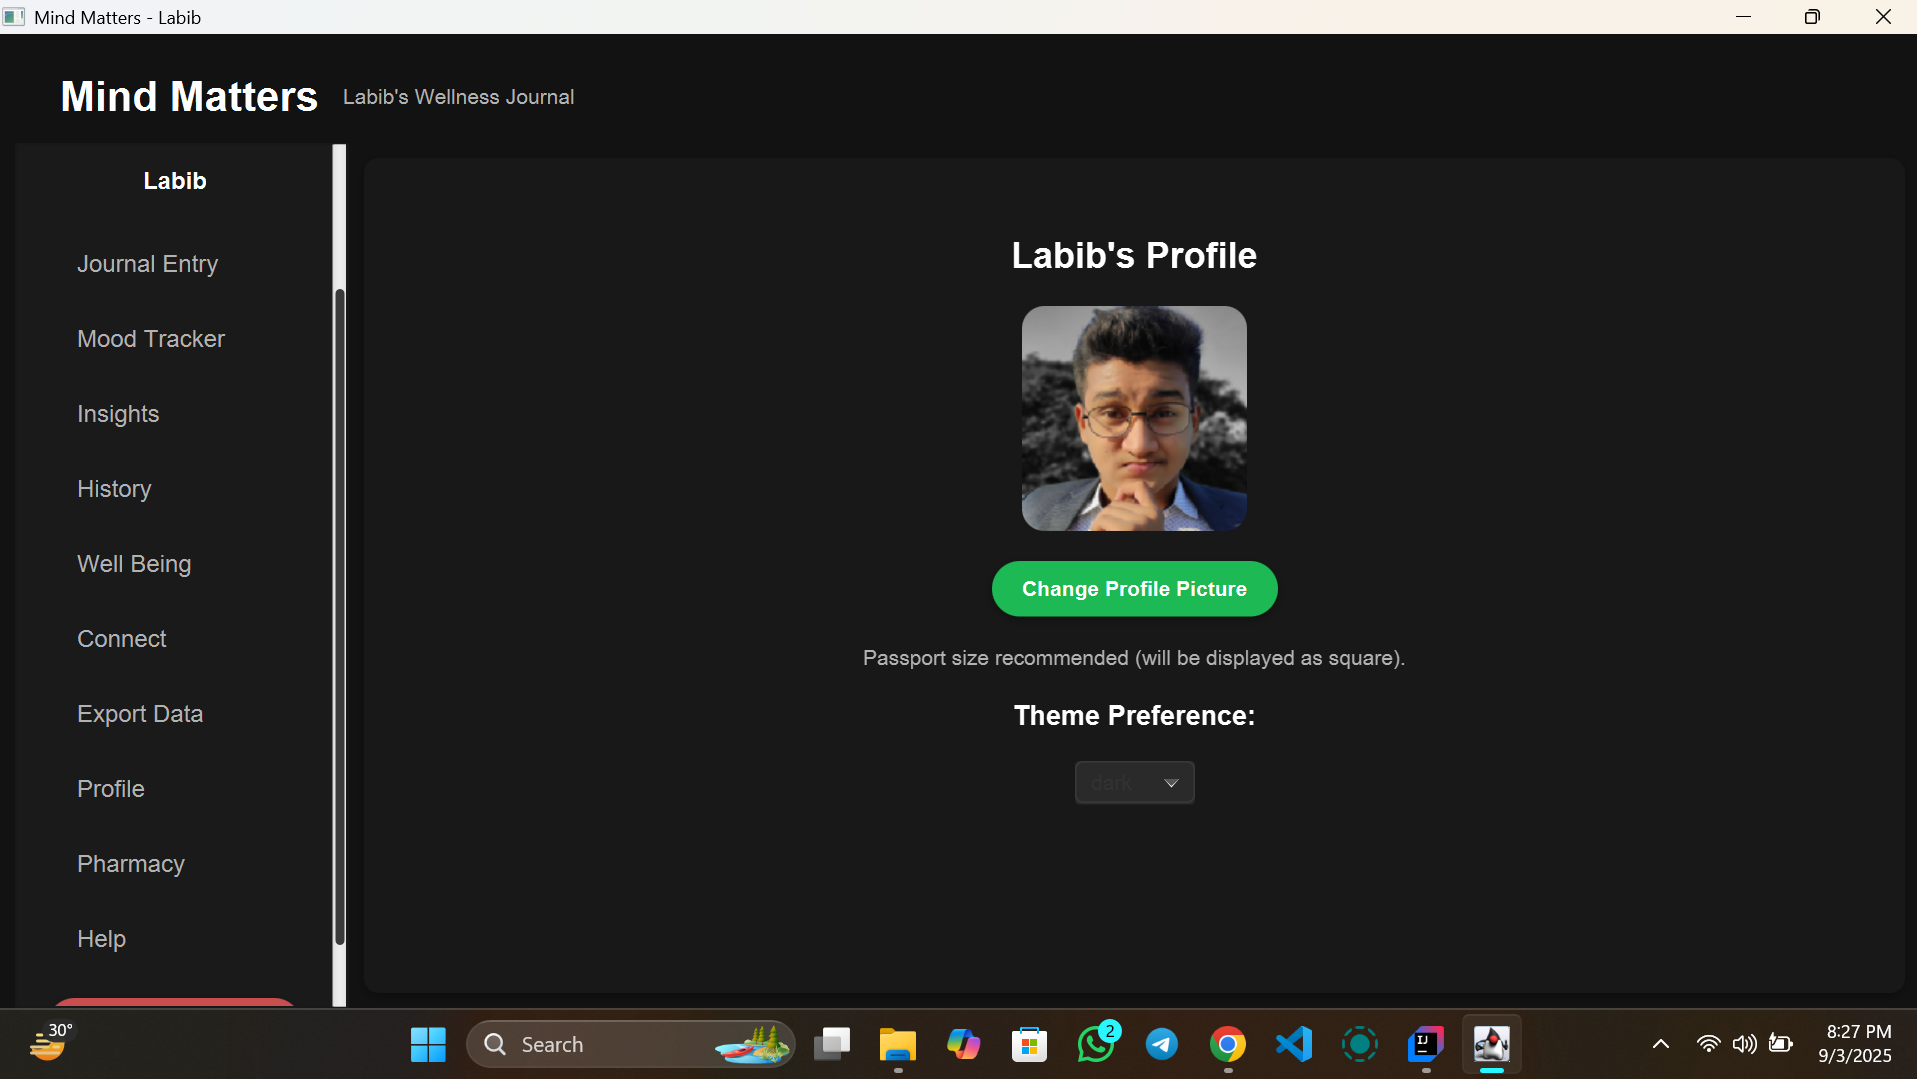 Mind Matters - Labib
Mind Matters
Labib's Wellness Journal
Labib
Journal Entry
Mood Tracker
Insights
History
Well Being
Connect
Export Data
Profile
Pharmacy
Help
Labib's Profile
Change Profile Picture
Passport size recommended (will be displayed as square).
Theme Preference:
dark
30°
Search
2
IJ
8:27 PM
9/3/2025